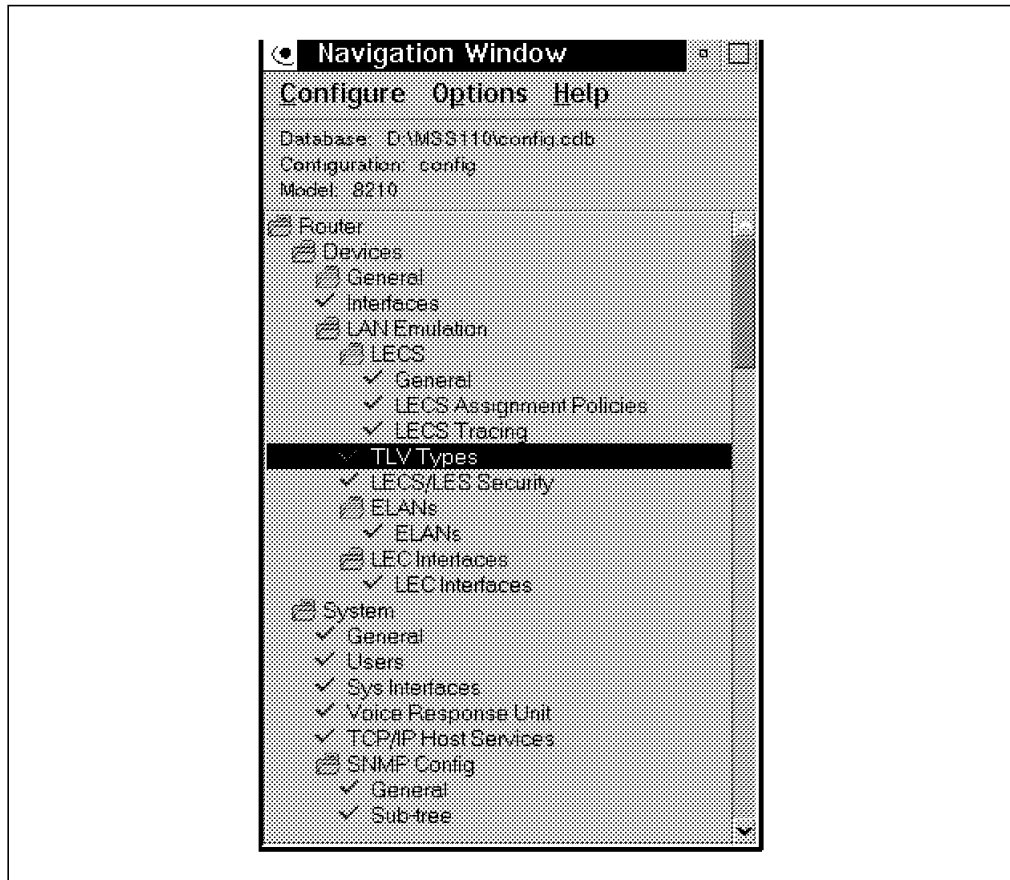 Navigation Window
Configure Options Help
Database: D:\MSS110\config.cdb
Configuration: config
Model: 8210
Router
Devices
General
Interfaces
LAN Emulation
LECS
General
LECS Assignment Policies
LECS Tracing
TLV Types
LECS/LES Security
ELANs
ELANs
LEC Interfaces
LEC Interfaces
System
General
Users
Sys Interfaces
Voice Response Unit
TCP/IP Host Services
SNMP Config
General
Sub-tree